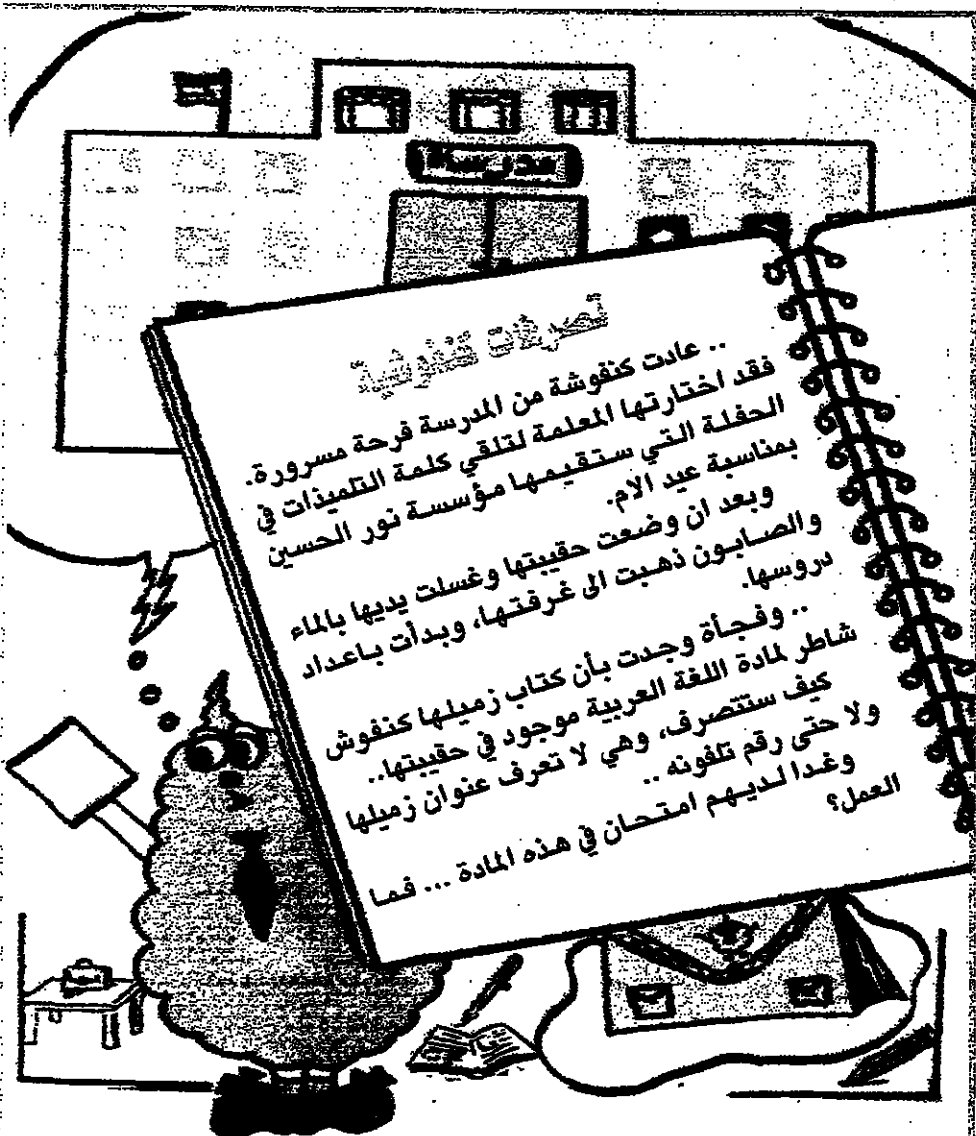 مدرسة
تصرفات كنفوشية
.. عادت كنفوشة من المدرسة فرحة مسرورة.
فقد اختارتها المعلمة لتلقي كلمة التلميذات في
الحفلة التي ستقيمها مؤسسة نور الحسين
بمناسبة عيد الام.
وبعد ان وضعت حقيبتها وغسلت يديها بالماء
والصابون ذهبت الى غرفتها، وبدأت باعداد
دروسها.
.. وفجأة وجدت بأن كتاب زميلها كنفوش
شاطر لمادة اللغة العربية موجود في حقيبتها..
كيف ستتصرف، وهي لا تعرف عنوان زميلها
ولا حتى رقم تلفونه ..
وغدا لديهم امتحان في هذه المادة ... فما
العمل؟